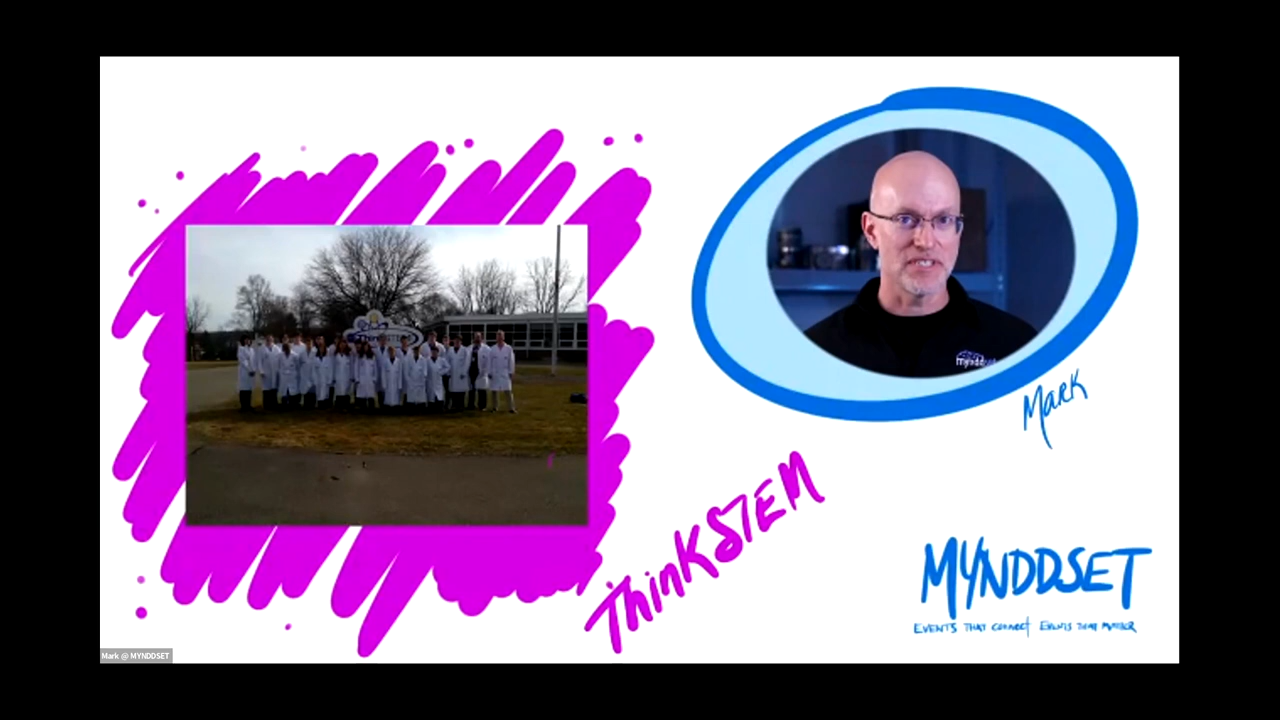 Mark
ThinkSTEM
MYNDDSET
EVENTS THAT CONNECT EVENTS THAT MATTER
Mark @ MYNDDSET